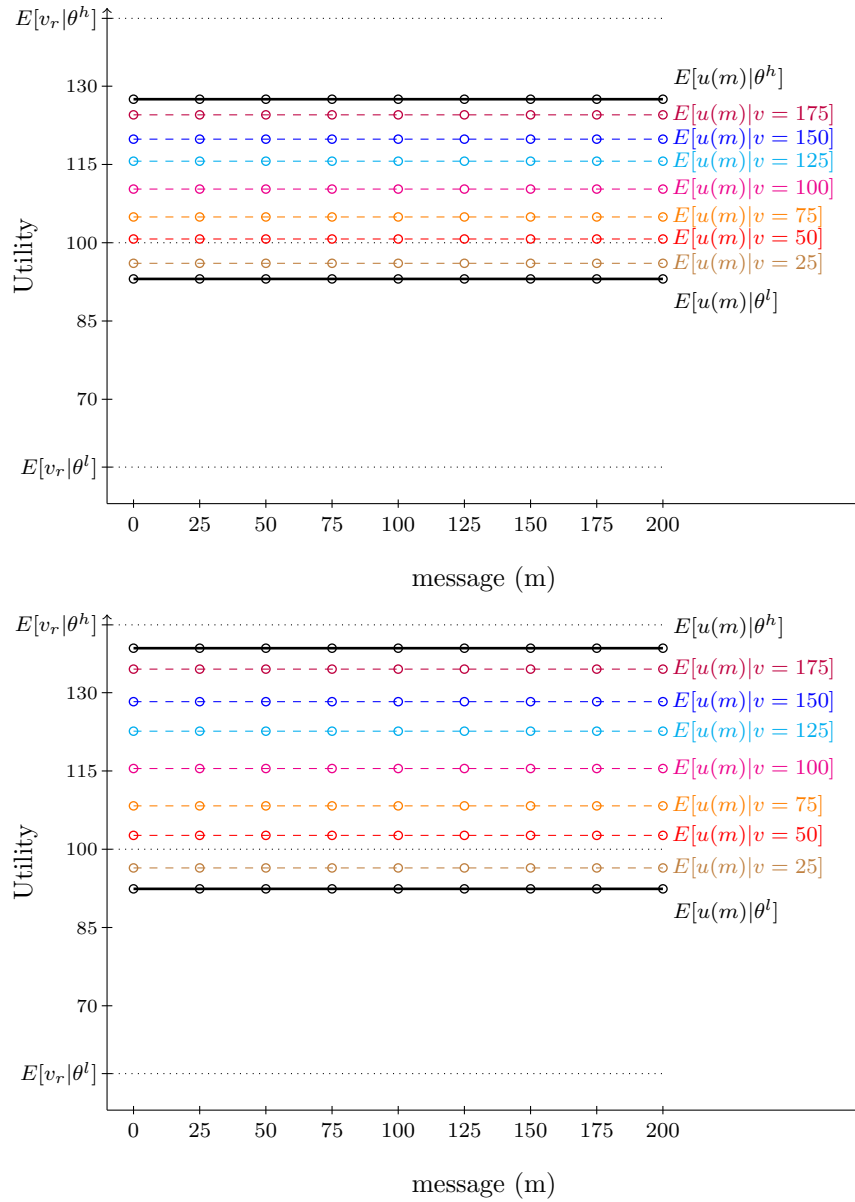 E[v_r|θ^h]
130
115
100
85
70
E[v_r|θ^l]
Utility
E[u(m)|θ^h]
E[u(m)|v = 175]
E[u(m)|v = 150]
E[u(m)|v = 125]
E[u(m)|v = 100]
E[u(m)|v = 75]
E[u(m)|v = 50]
E[u(m)|v = 25]
E[u(m)|θ^l]
0 25 50 75 100 125 150 175 200
message (m)
E[v_r|θ^h]
130
115
100
85
70
E[v_r|θ^l]
Utility
E[u(m)|θ^h]
E[u(m)|v = 175]
E[u(m)|v = 150]
E[u(m)|v = 125]
E[u(m)|v = 100]
E[u(m)|v = 75]
E[u(m)|v = 50]
E[u(m)|v = 25]
E[u(m)|θ^l]
0 25 50 75 100 125 150 175 200
message (m)